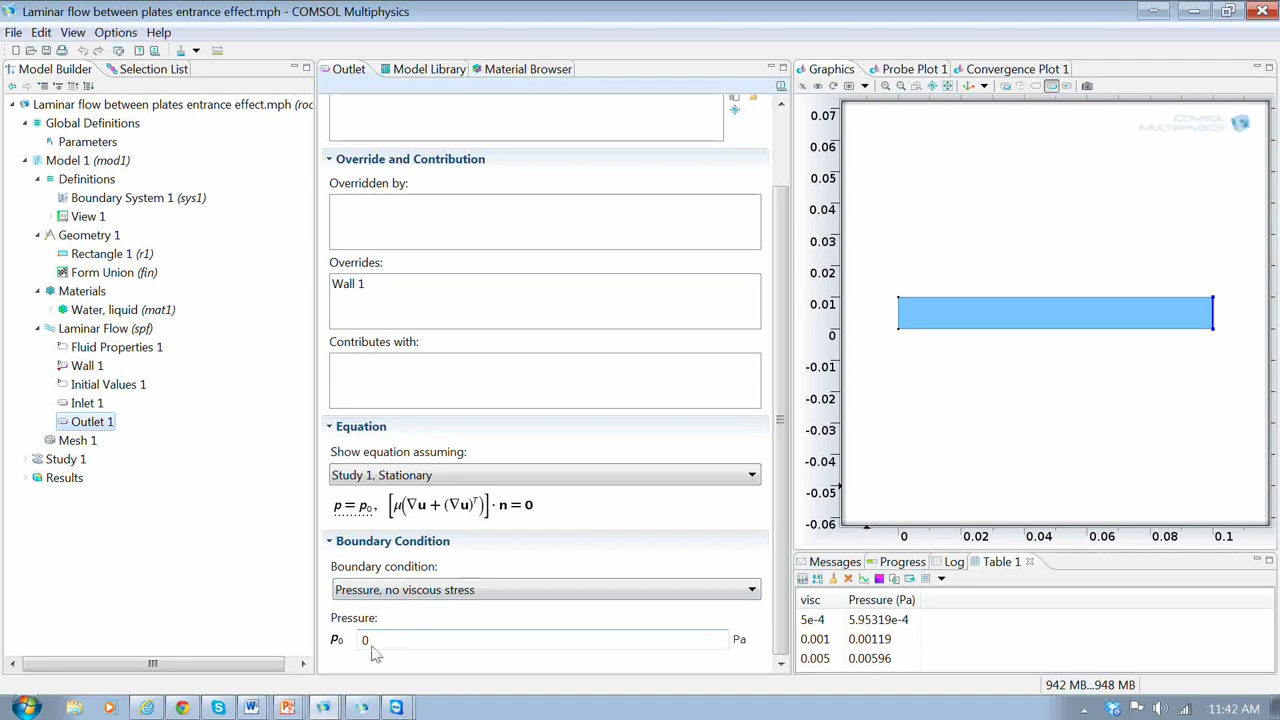 Laminar flow between plates entrance effect.mph - COMSOL Multiphysics
File Edit View Options Help
Model Builder Selection List
Laminar flow between plates entrance effect.mph (roo
Global Definitions
Parameters
Model 1 (mod1)
Definitions
Boundary System 1 (sys1)
View 1
Geometry 1
Rectangle 1 (r1)
Form Union (fin)
Materials
Water, liquid (mat1)
Laminar Flow (spf)
Fluid Properties 1
Wall 1
Initial Values 1
Inlet 1
Outlet 1
Mesh 1
Study 1
Results
Outlet Model Library Material Browser
Override and Contribution
Overridden by:
Overrides:
Wall 1
Contributes with:
Equation
Show equation assuming:
Study 1, Stationary
p = p₀, [μ(∇u + (∇u)ᵀ)] · n = 0
Boundary Condition
Boundary condition:
Pressure, no viscous stress
Pressure:
p₀ 0 Pa
Graphics Probe Plot 1 Convergence Plot 1
COMSOL
MULTIPHYSICS
0.07
0.06
0.05
0.04
0.03
0.02
0.01
0
-0.01
-0.02
-0.03
-0.04
-0.05
-0.06
0 0.02 0.04 0.06 0.08 0.1
Messages Progress Log Table 1
visc Pressure (Pa)
5e-4 5.95319e-4
0.001 0.00119
0.005 0.00596
942 MB...948 MB
11:42 AM